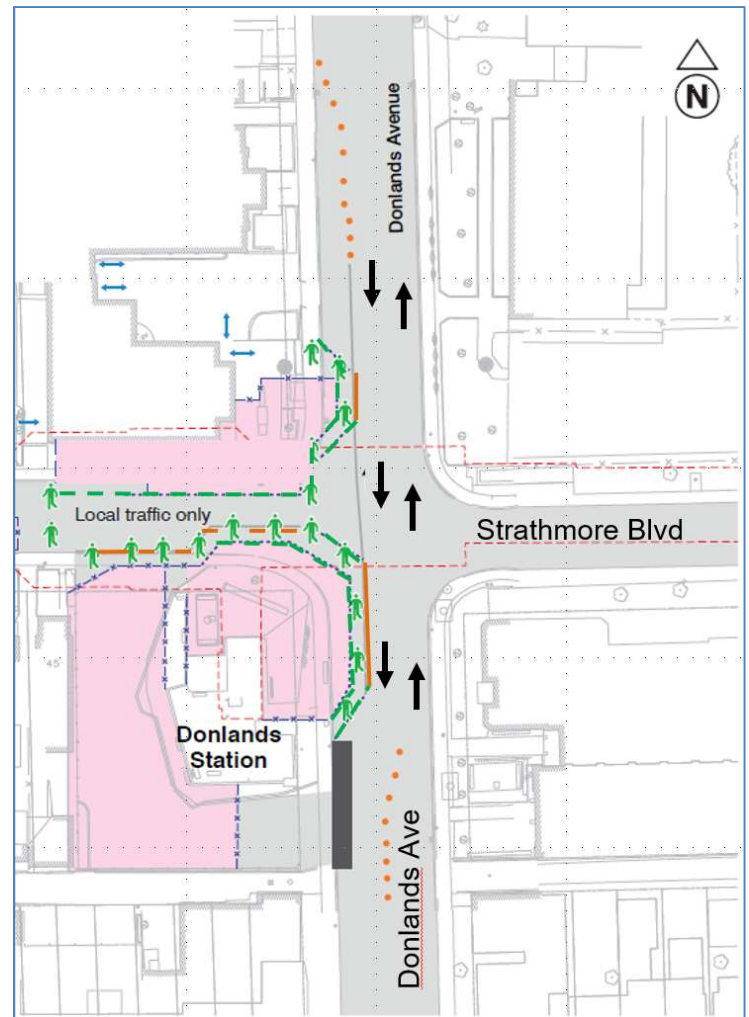 N
Donlands Avenue
Local traffic only
Strathmore Blvd
45
Donlands
Station
Donlands Ave